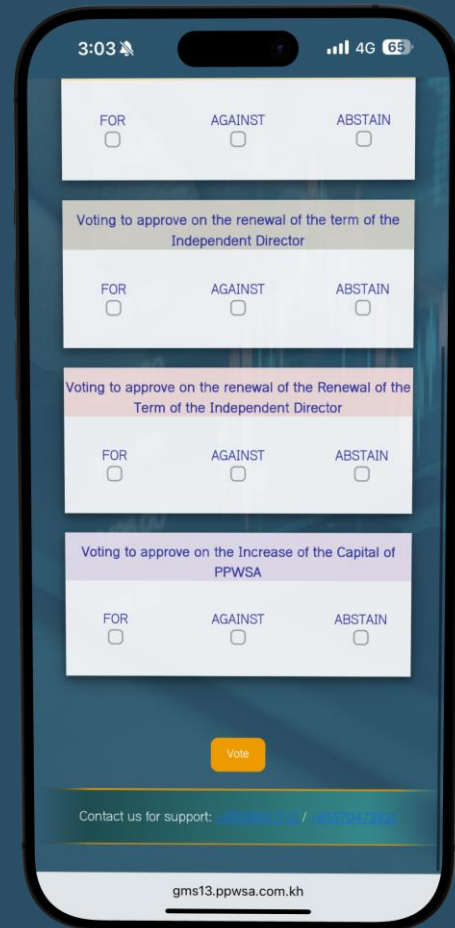 3:03
4G 65
FOR AGAINST ABSTAIN
Voting to approve on the renewal of the term of the
Independent Director
FOR AGAINST ABSTAIN
Voting to approve on the renewal of the Renewal of the
Term of the Independent Director
FOR AGAINST ABSTAIN
Voting to approve on the Increase of the Capital of
PPWSA
FOR AGAINST ABSTAIN
Vote
Contact us for support: /
gms13.ppwsa.com.kh